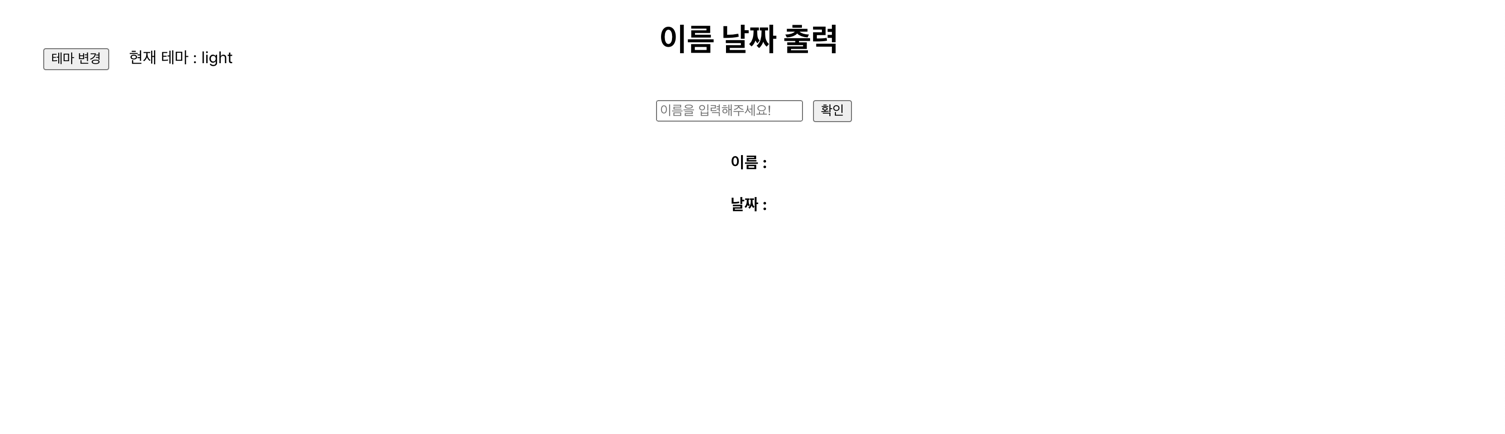 이름 날짜 출력
테마 변경 현재 테마 : light
이름을 입력해주세요! 확인
이름 :
날짜 :